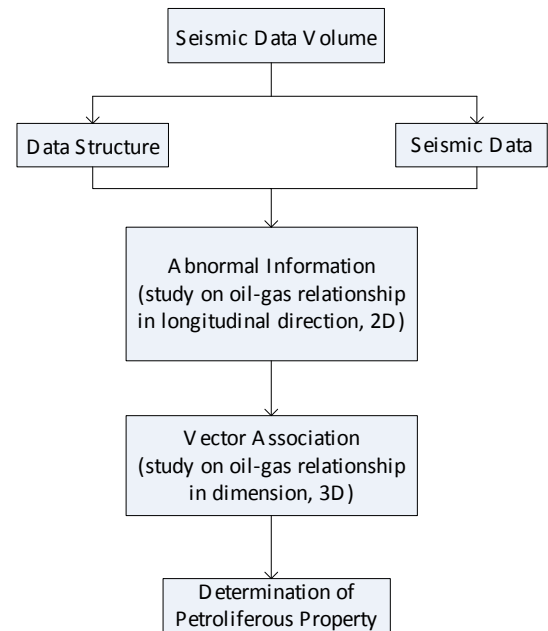 Seismic Data Volume
Data Structure
Seismic Data
Abnormal Information
(study on oil-gas relationship
in longitudinal direction, 2D)
Vector Association
(study on oil-gas relationship
in dimension, 3D)
Determination of
Petroliferous Property